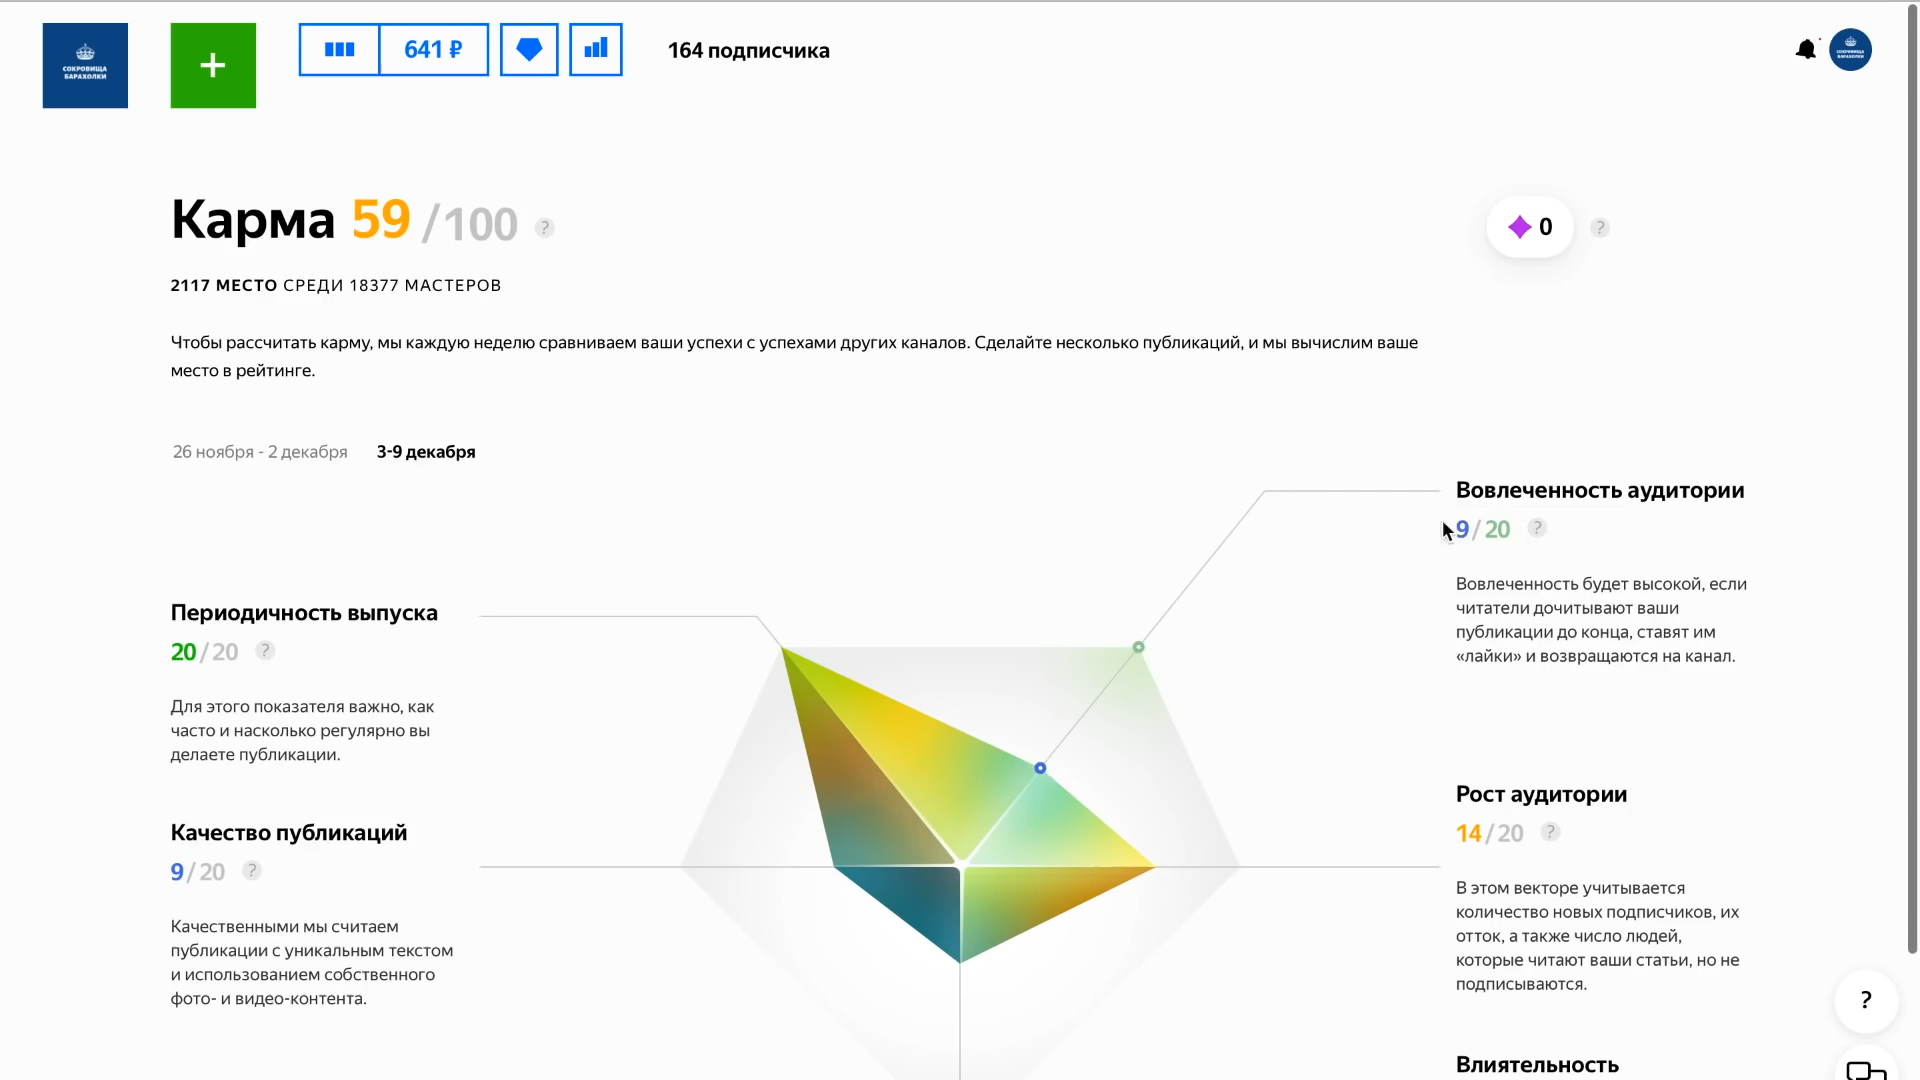 СОКРОВИЩА
БАРАХОЛКИ
+
641 ₽
164 подписчика
СОКРОВИЩА
БАРАХОЛКИ
Карма 59 /100 ?
0 ?
2117 МЕСТО СРЕДИ 18377 МАСТЕРОВ
Чтобы рассчитать карму, мы каждую неделю сравниваем ваши успехи с успехами других каналов. Сделайте несколько публикаций, и мы вычислим ваше
место в рейтинге.
26 ноября - 2 декабря 3-9 декабря
Вовлеченность аудитории
9/20 ?
Вовлеченность будет высокой, если
читатели дочитывают ваши
публикации до конца, ставят им
«лайки» и возвращаются на канал.
Периодичность выпуска
20/20 ?
Для этого показателя важно, как
часто и насколько регулярно вы
делаете публикации.
Рост аудитории
14/20 ?
В этом векторе учитывается
количество новых подписчиков, их
отток, а также число людей,
которые читают ваши статьи, но не
подписываются.
Качество публикаций
9/20 ?
Качественными мы считаем
публикации с уникальным текстом
и использованием собственного
фото- и видео-контента.
?
Влиятельность